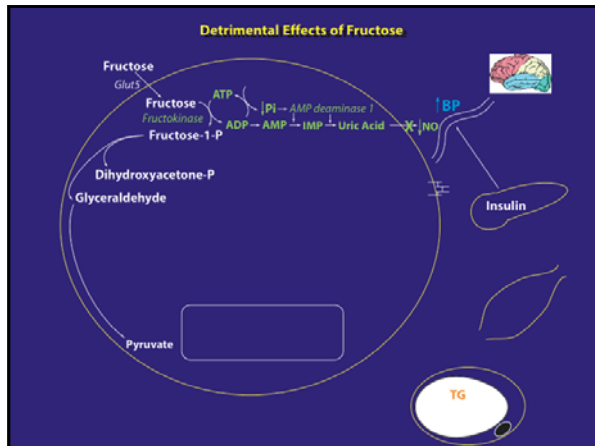 Detrimental Effects of Fructose
Fructose
Glut5
Fructose
Fructokinase
Fructose-1-P
ATP
ADP → AMP → IMP → Uric Acid → X ↓NO
↓Pi → AMP deaminase 1
↑BP
Dihydroxyacetone-P
Glyceraldehyde
Insulin
Pyruvate
TG